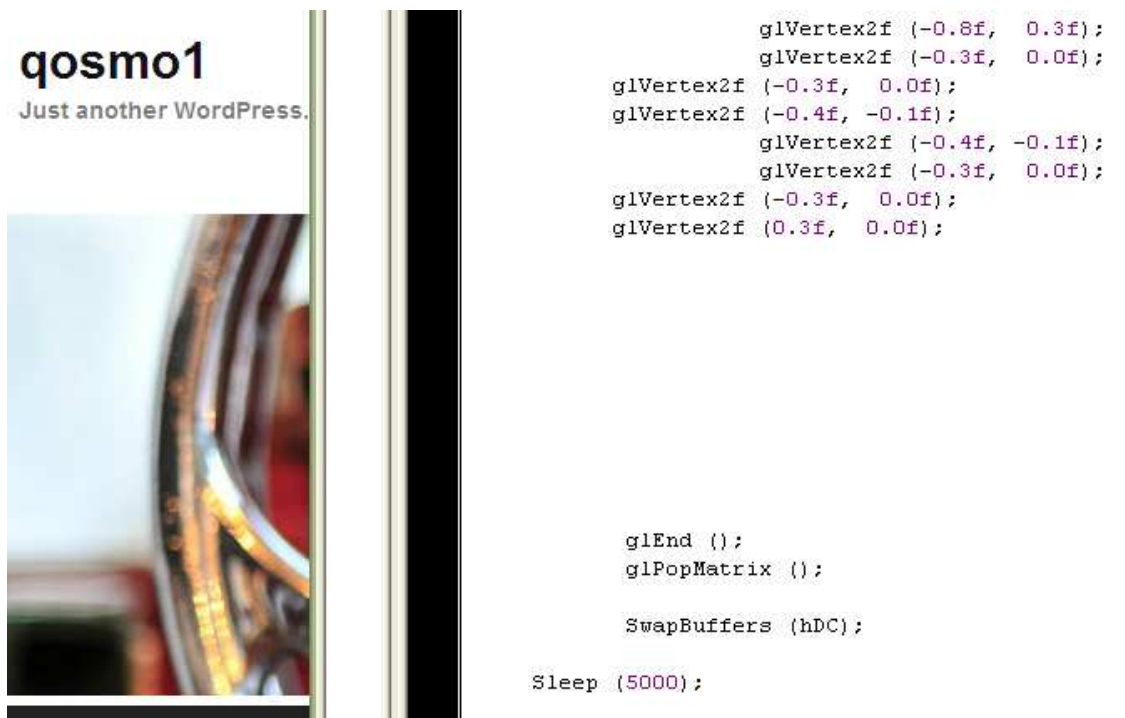 qosmo1
Just another WordPress.
glVertex2f (-0.8f,  0.3f);
glVertex2f (-0.3f,  0.0f);
glVertex2f (-0.3f,  0.0f);
glVertex2f (-0.4f, -0.1f);
glVertex2f (-0.4f, -0.1f);
glVertex2f (-0.3f,  0.0f);
glVertex2f (-0.3f,  0.0f);
glVertex2f (0.3f,  0.0f);
glEnd ();
glPopMatrix ();
SwapBuffers (hDC);
Sleep (5000);